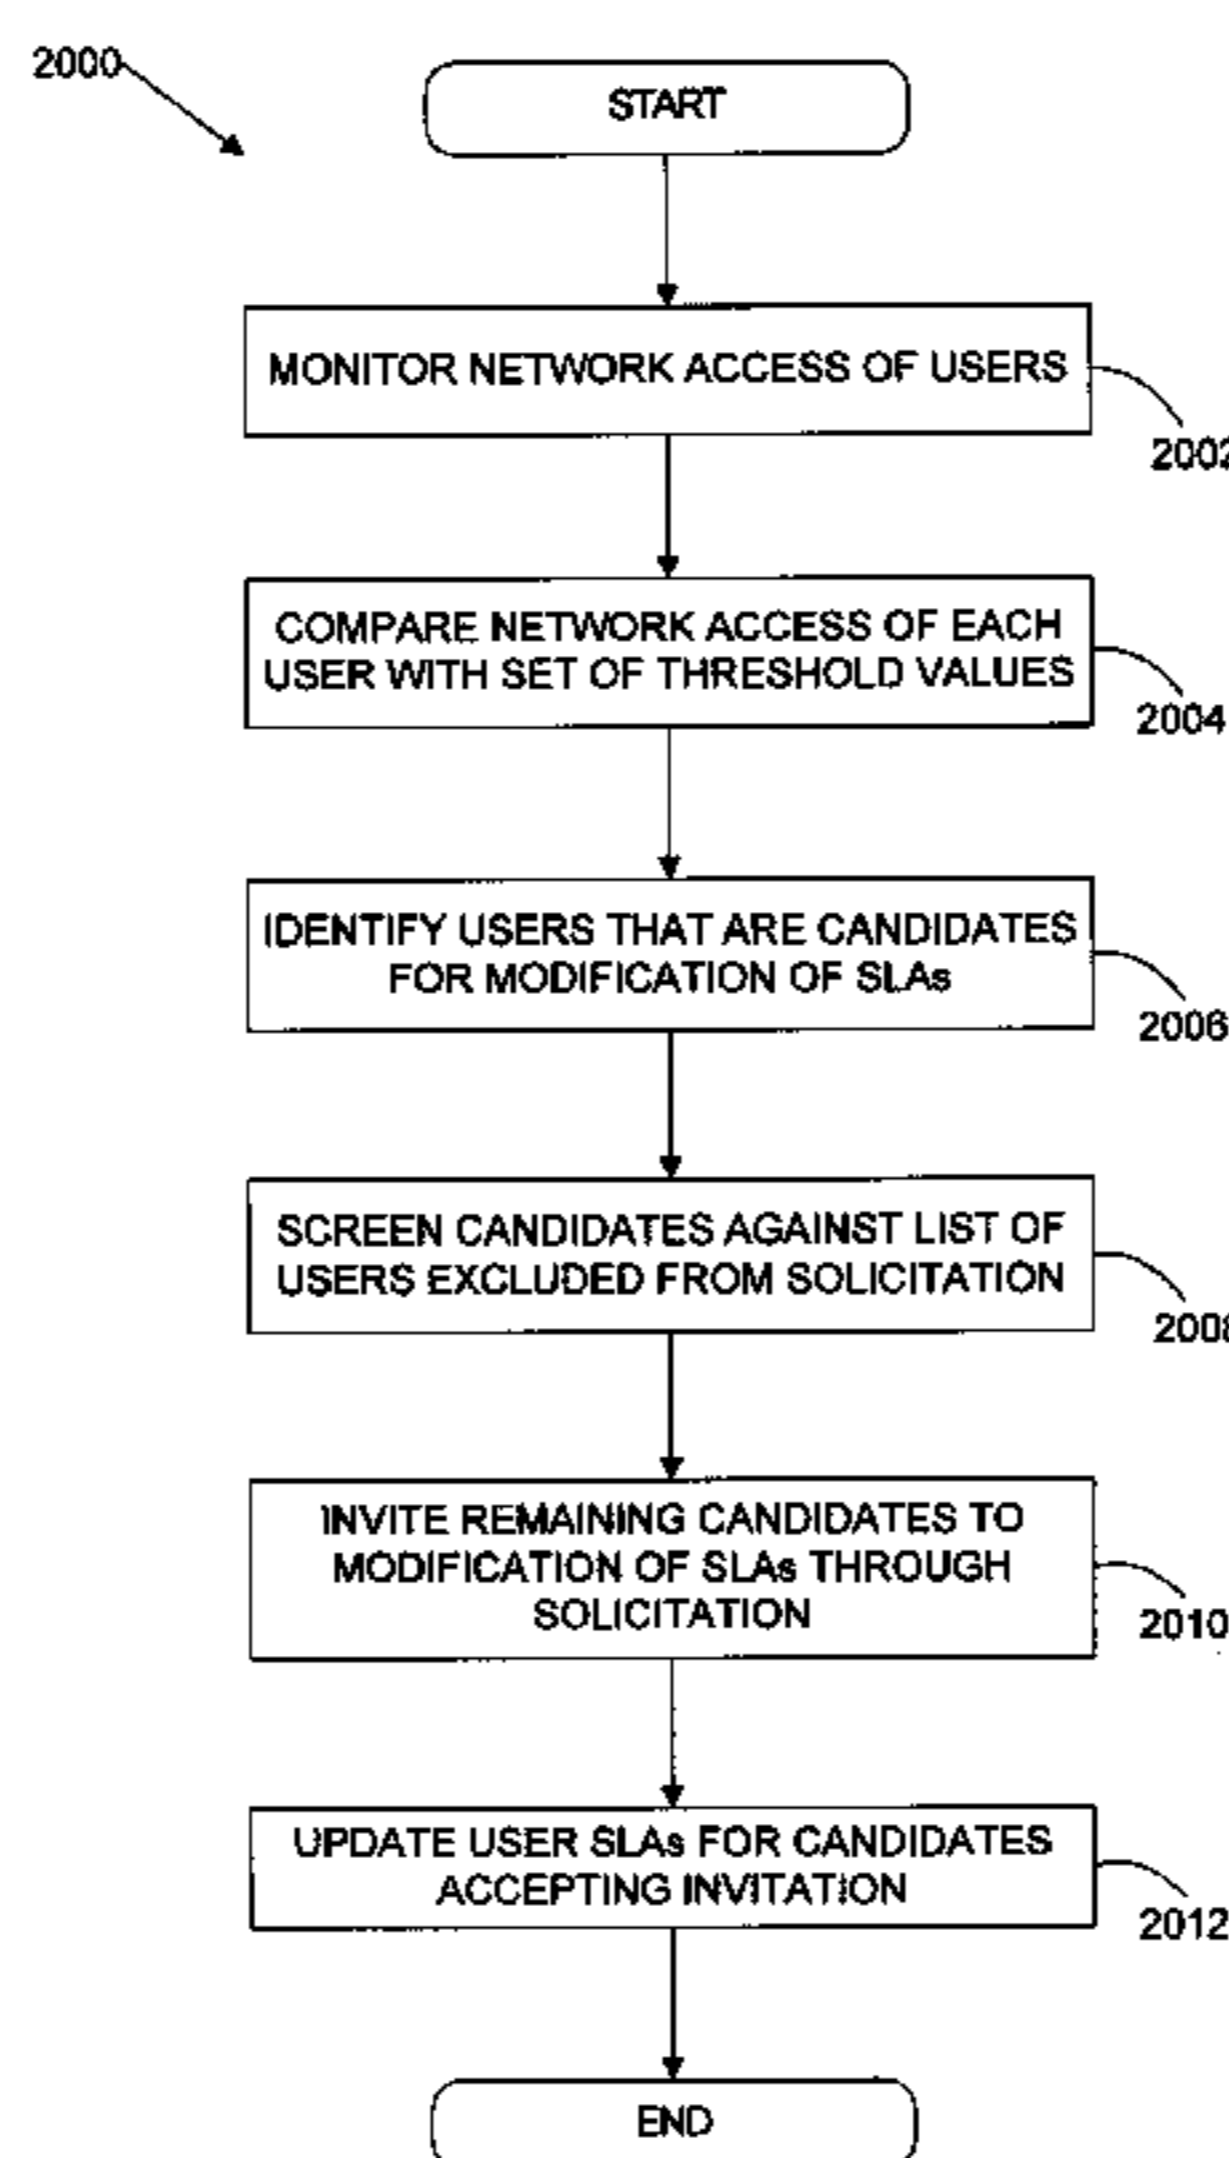 2000
START
MONITOR NETWORK ACCESS OF USERS
2002
COMPARE NETWORK ACCESS OF EACH
USER WITH SET OF THRESHOLD VALUES
2004
IDENTIFY USERS THAT ARE CANDIDATES
FOR MODIFICATION OF SLAs
2006
SCREEN CANDIDATES AGAINST LIST OF
USERS EXCLUDED FROM SOLICITATION
2008
INVITE REMAINING CANDIDATES TO
MODIFICATION OF SLAs THROUGH
SOLICITATION
2010
UPDATE USER SLAs FOR CANDIDATES
ACCEPTING INVITATION
2012
END